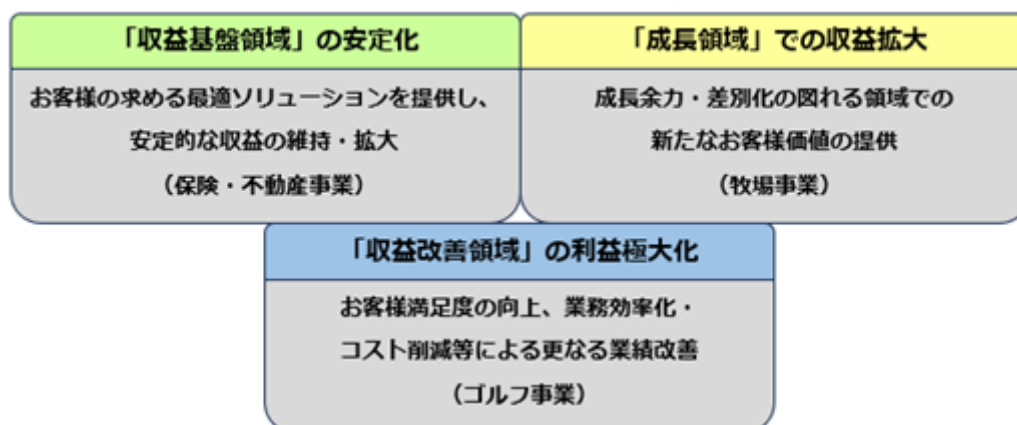 「収益基盤領域」の安定化
お客様の求める最適ソリューションを提供し、
安定的な収益の維持・拡大
（保険・不動産事業）
「成長領域」での収益拡大
成長余力・差別化の図れる領域での
新たなお客様価値の提供
（牧場事業）
「収益改善領域」の利益極大化
お客様満足度の向上、業務効率化・
コスト削減等による更なる業績改善
（ゴルフ事業）